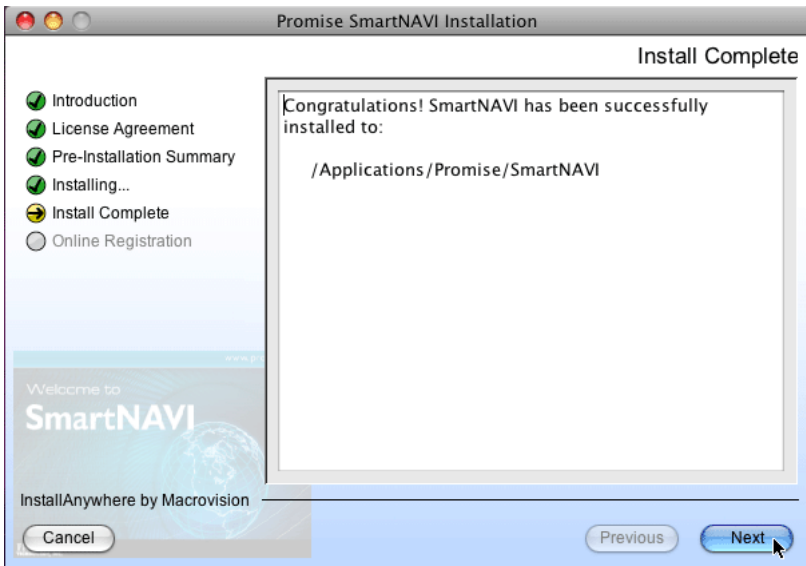 Promise SmartNAVI Installation
Install Complete
Introduction
License Agreement
Pre-Installation Summary
Installing...
Install Complete
Online Registration
Congratulations! SmartNAVI has been successfully
installed to:
/Applications/Promise/SmartNAVI
Welcome to
SmartNAVI
InstallAnywhere by Macrovision
Cancel
Previous
Next